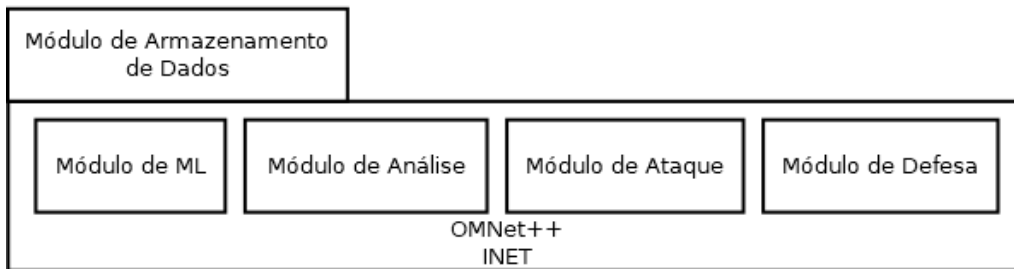 Módulo de Armazenamento
de Dados
Módulo de ML
Módulo de Análise
Módulo de Ataque
Módulo de Defesa
OMNet++
INET